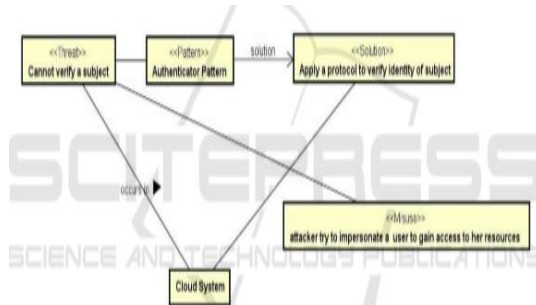 <<Threat>>
Cannot verify a subject
<<Pattern>>
Authenticator Pattern
solution
<<Solution>>
Apply a protocol to verify identity of subject
occurs in
<<Misuse>>
attacker try to impersonate a user to gain access to her resources
Cloud System
SCITEPRESS
SCIENCE AND TECHNOLOGY PUBLICATIONS